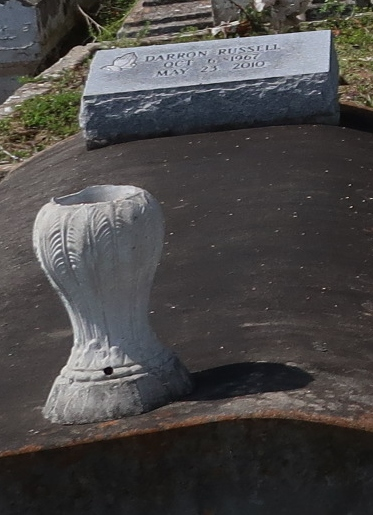 DARRON RUSSELL
OCT 6, 1967
MAY 23, 2010